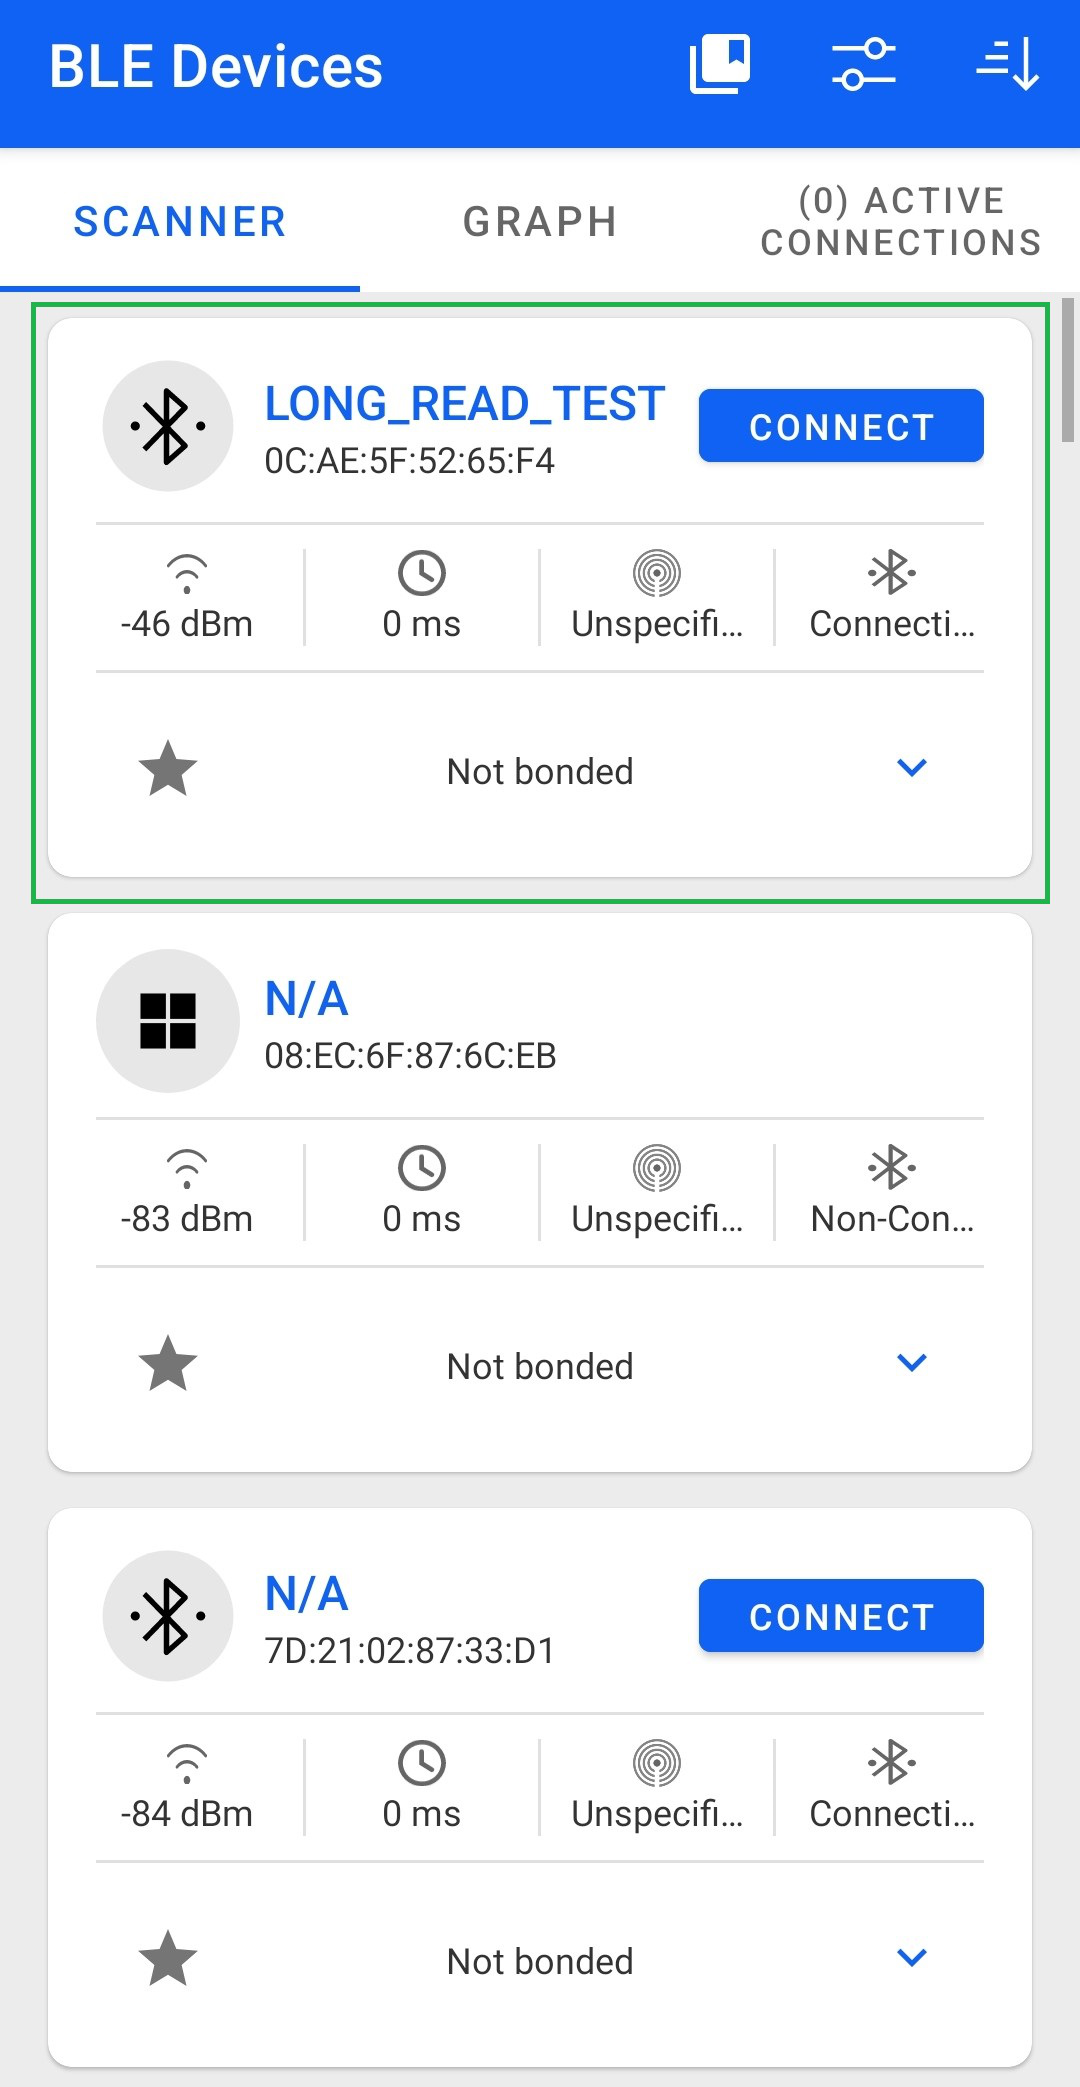 BLE Devices
SCANNER
GRAPH
(0) ACTIVE
CONNECTIONS
LONG_READ_TEST
0C:AE:5F:52:65:F4
CONNECT
-46 dBm
0 ms
Unspecifi...
Connecti...
Not bonded
N/A
08:EC:6F:87:6C:EB
-83 dBm
0 ms
Unspecifi...
Non-Con...
Not bonded
N/A
7D:21:02:87:33:D1
CONNECT
-84 dBm
0 ms
Unspecifi...
Connecti...
Not bonded